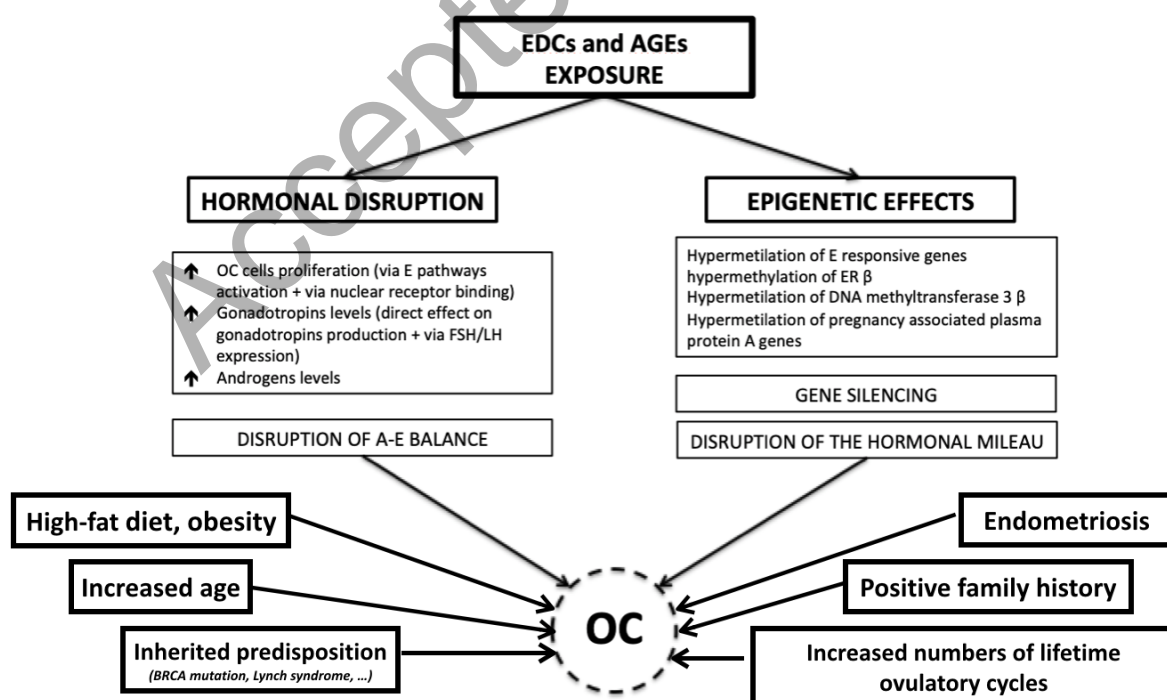 Accepte
EDCs and AGEs
EXPOSURE
HORMONAL DISRUPTION
OC cells proliferation (via E pathways
activation + via nuclear receptor binding)
Gonadotropins levels (direct effect on
gonadotropins production + via FSH/LH
expression)
Androgens levels
DISRUPTION OF A-E BALANCE
EPIGENETIC EFFECTS
Hypermetilation of E responsive genes
hypermethylation of ER β
Hypermetilation of DNA methyltransferase 3 β
Hypermetilation of pregnancy associated plasma
protein A genes
GENE SILENCING
DISRUPTION OF THE HORMONAL MILEAU
High-fat diet, obesity
Increased age
Inherited predisposition
(BRCA mutation, Lynch syndrome, ...)
OC
Endometriosis
Positive family history
Increased numbers of lifetime
ovulatory cycles